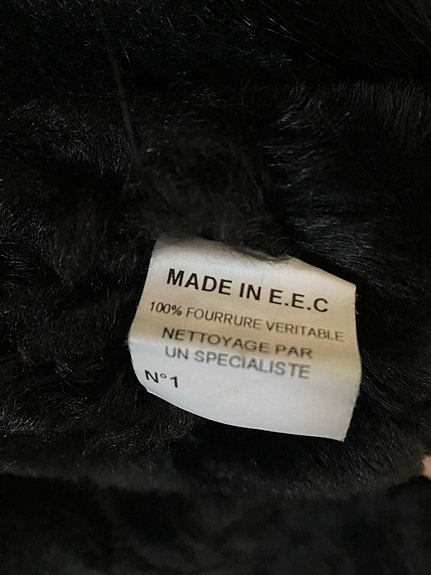 MADE IN E.E.C
100% FOURRURE VERITABLE
NETTOYAGE PAR
UN SPECIALISTE
N°1